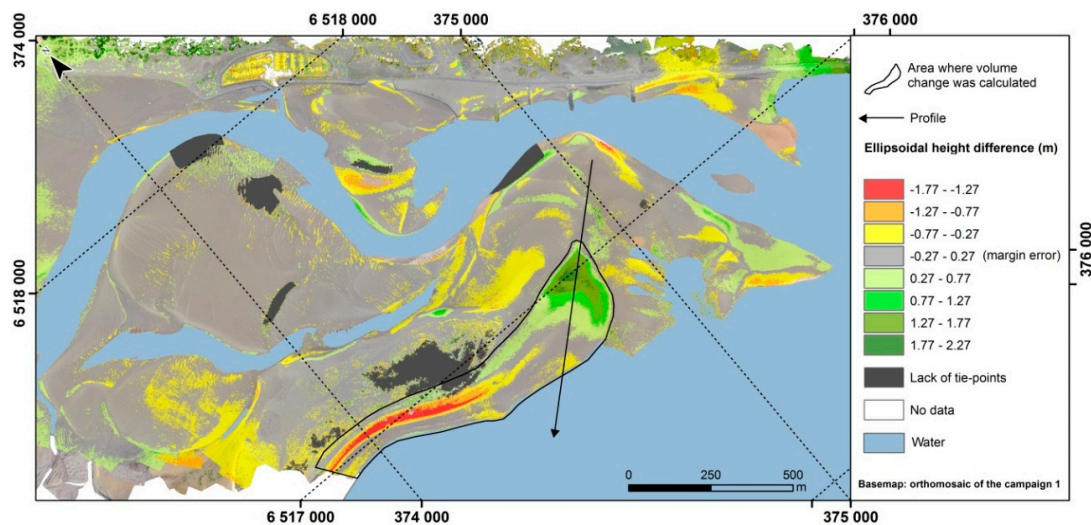 6 518 000
375 000
376 000
374 000
N
Area where volume
change was calculated
Profile
Ellipsoidal height difference (m)
-1.77 - -1.27
-1.27 - -0.77
-0.77 - -0.27
-0.27 - 0.27 (margin error)
0.27 - 0.77
0.77 - 1.27
1.27 - 1.77
1.77 - 2.27
Lack of tie-points
No data
Water
Basemap: orthomosaic of the campaign 1
376 000
6 518 000
0 250 500
m
6 517 000
374 000
375 000